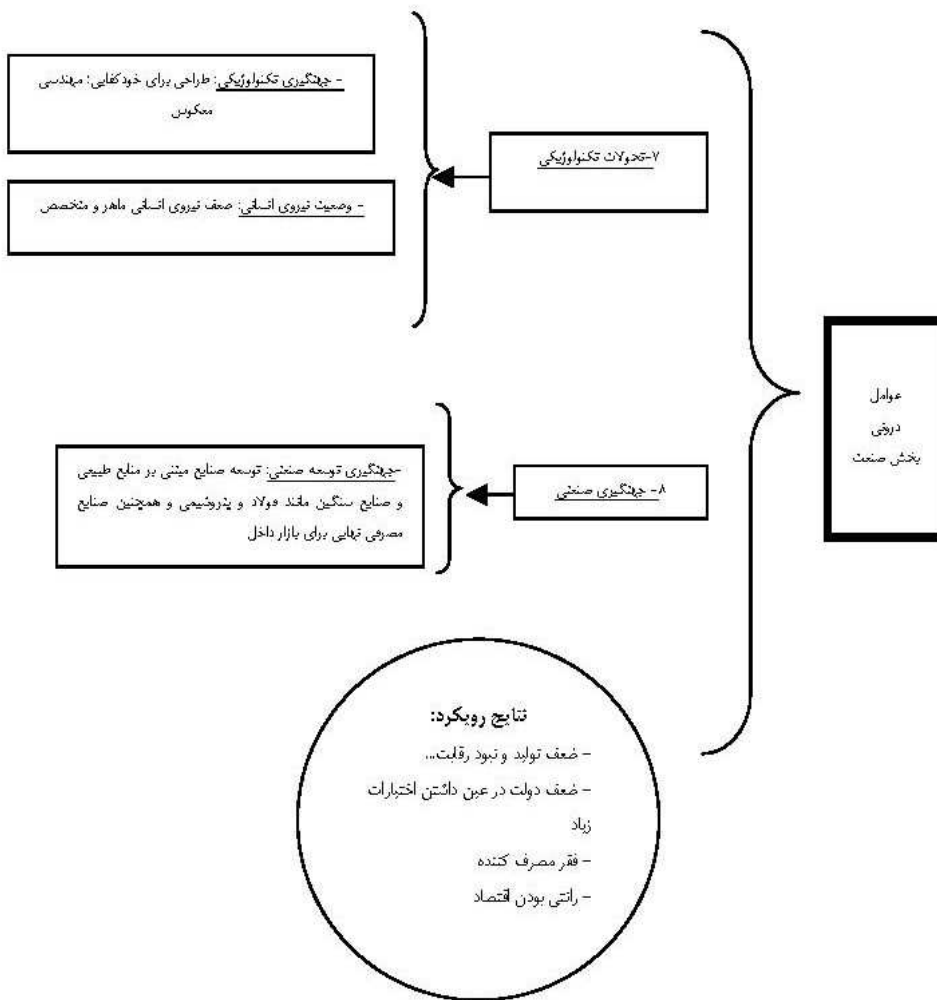 عوامل
درونی
بخش صنعت
۷-تحولات تکنولوژیکی
- جهتگیری تکنولوژیکی: طراحی برای خودکفایی؛ مهندسی
معکوس
- وضعیت نیروی انسانی: ضعف نیروی انسانی ماهر و متخصص
۸- جهتگیری صنعتی
-جهتگیری توسعه صنعتی: توسعه صنایع مبتنی بر منابع طبیعی
و صنایع سنگین مانند فولاد و پتروشیمی و همچنین صنایع
مصرفی نهایی برای بازار داخل
نتایج رویکرد:
- ضعف تولید و نبود رقابت...
- ضعف دولت در عین داشتن اختیارات
زیاد
- فقر مصرف کننده
- رانتی بودن اقتصاد